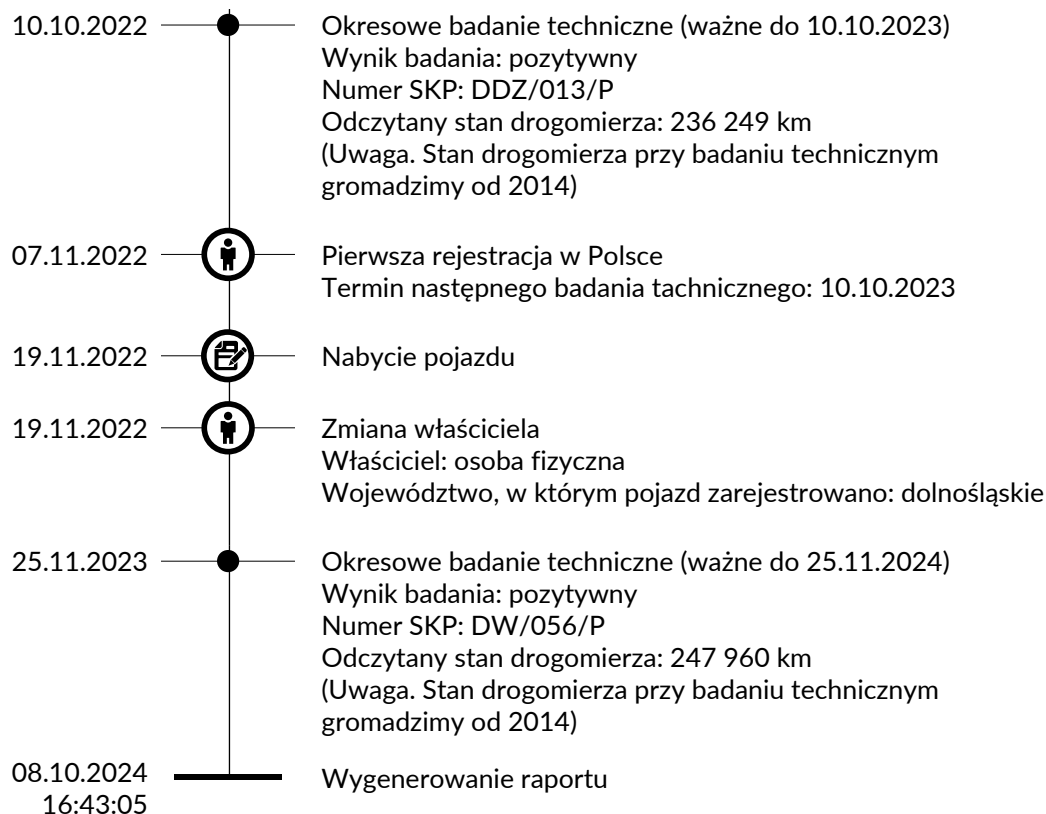 10.10.2022
Okresowe badanie techniczne (ważne do 10.10.2023)
Wynik badania: pozytywny
Numer SKP: DDZ/013/P
Odczytany stan drogomierza: 236 249 km
(Uwaga. Stan drogomierza przy badaniu technicznym
gromadzimy od 2014)
07.11.2022
Pierwsza rejestracja w Polsce
Termin następnego badania tachnicznego: 10.10.2023
19.11.2022
Nabycie pojazdu
19.11.2022
Zmiana właściciela
Właściciel: osoba fizyczna
Województwo, w którym pojazd zarejestrowano: dolnośląskie
25.11.2023
Okresowe badanie techniczne (ważne do 25.11.2024)
Wynik badania: pozytywny
Numer SKP: DW/056/P
Odczytany stan drogomierza: 247 960 km
(Uwaga. Stan drogomierza przy badaniu technicznym
gromadzimy od 2014)
08.10.2024
16:43:05
Wygenerowanie raportu